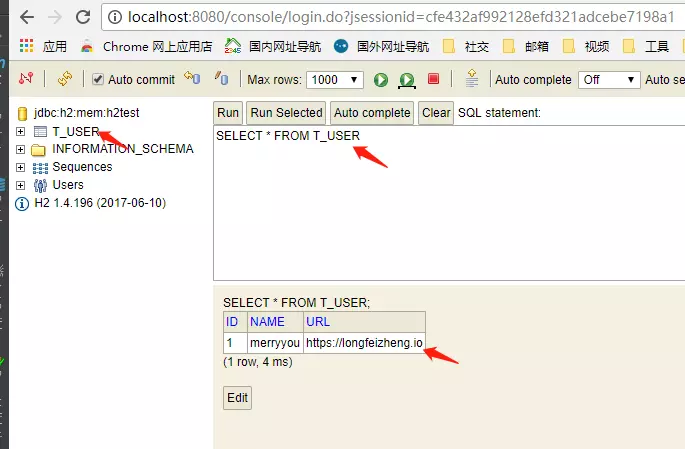 localhost:8080/console/login.do?jsessionid=cfe432af992128efd321adcebe7198a1
应用 Chrome 网上应用店 2345 国内网址导航 国外网址导航 社交 邮箱 视频 工具
Auto commit Max rows: 1000 Auto complete Off Auto se
jdbc:h2:mem:h2test
T_USER
INFORMATION_SCHEMA
Sequences
Users
H2 1.4.196 (2017-06-10)
Run Run Selected Auto complete Clear SQL statement:
SELECT * FROM T_USER
SELECT * FROM T_USER;
ID NAME URL
1 merryyou https://longfeizheng.io
(1 row, 4 ms)
Edit